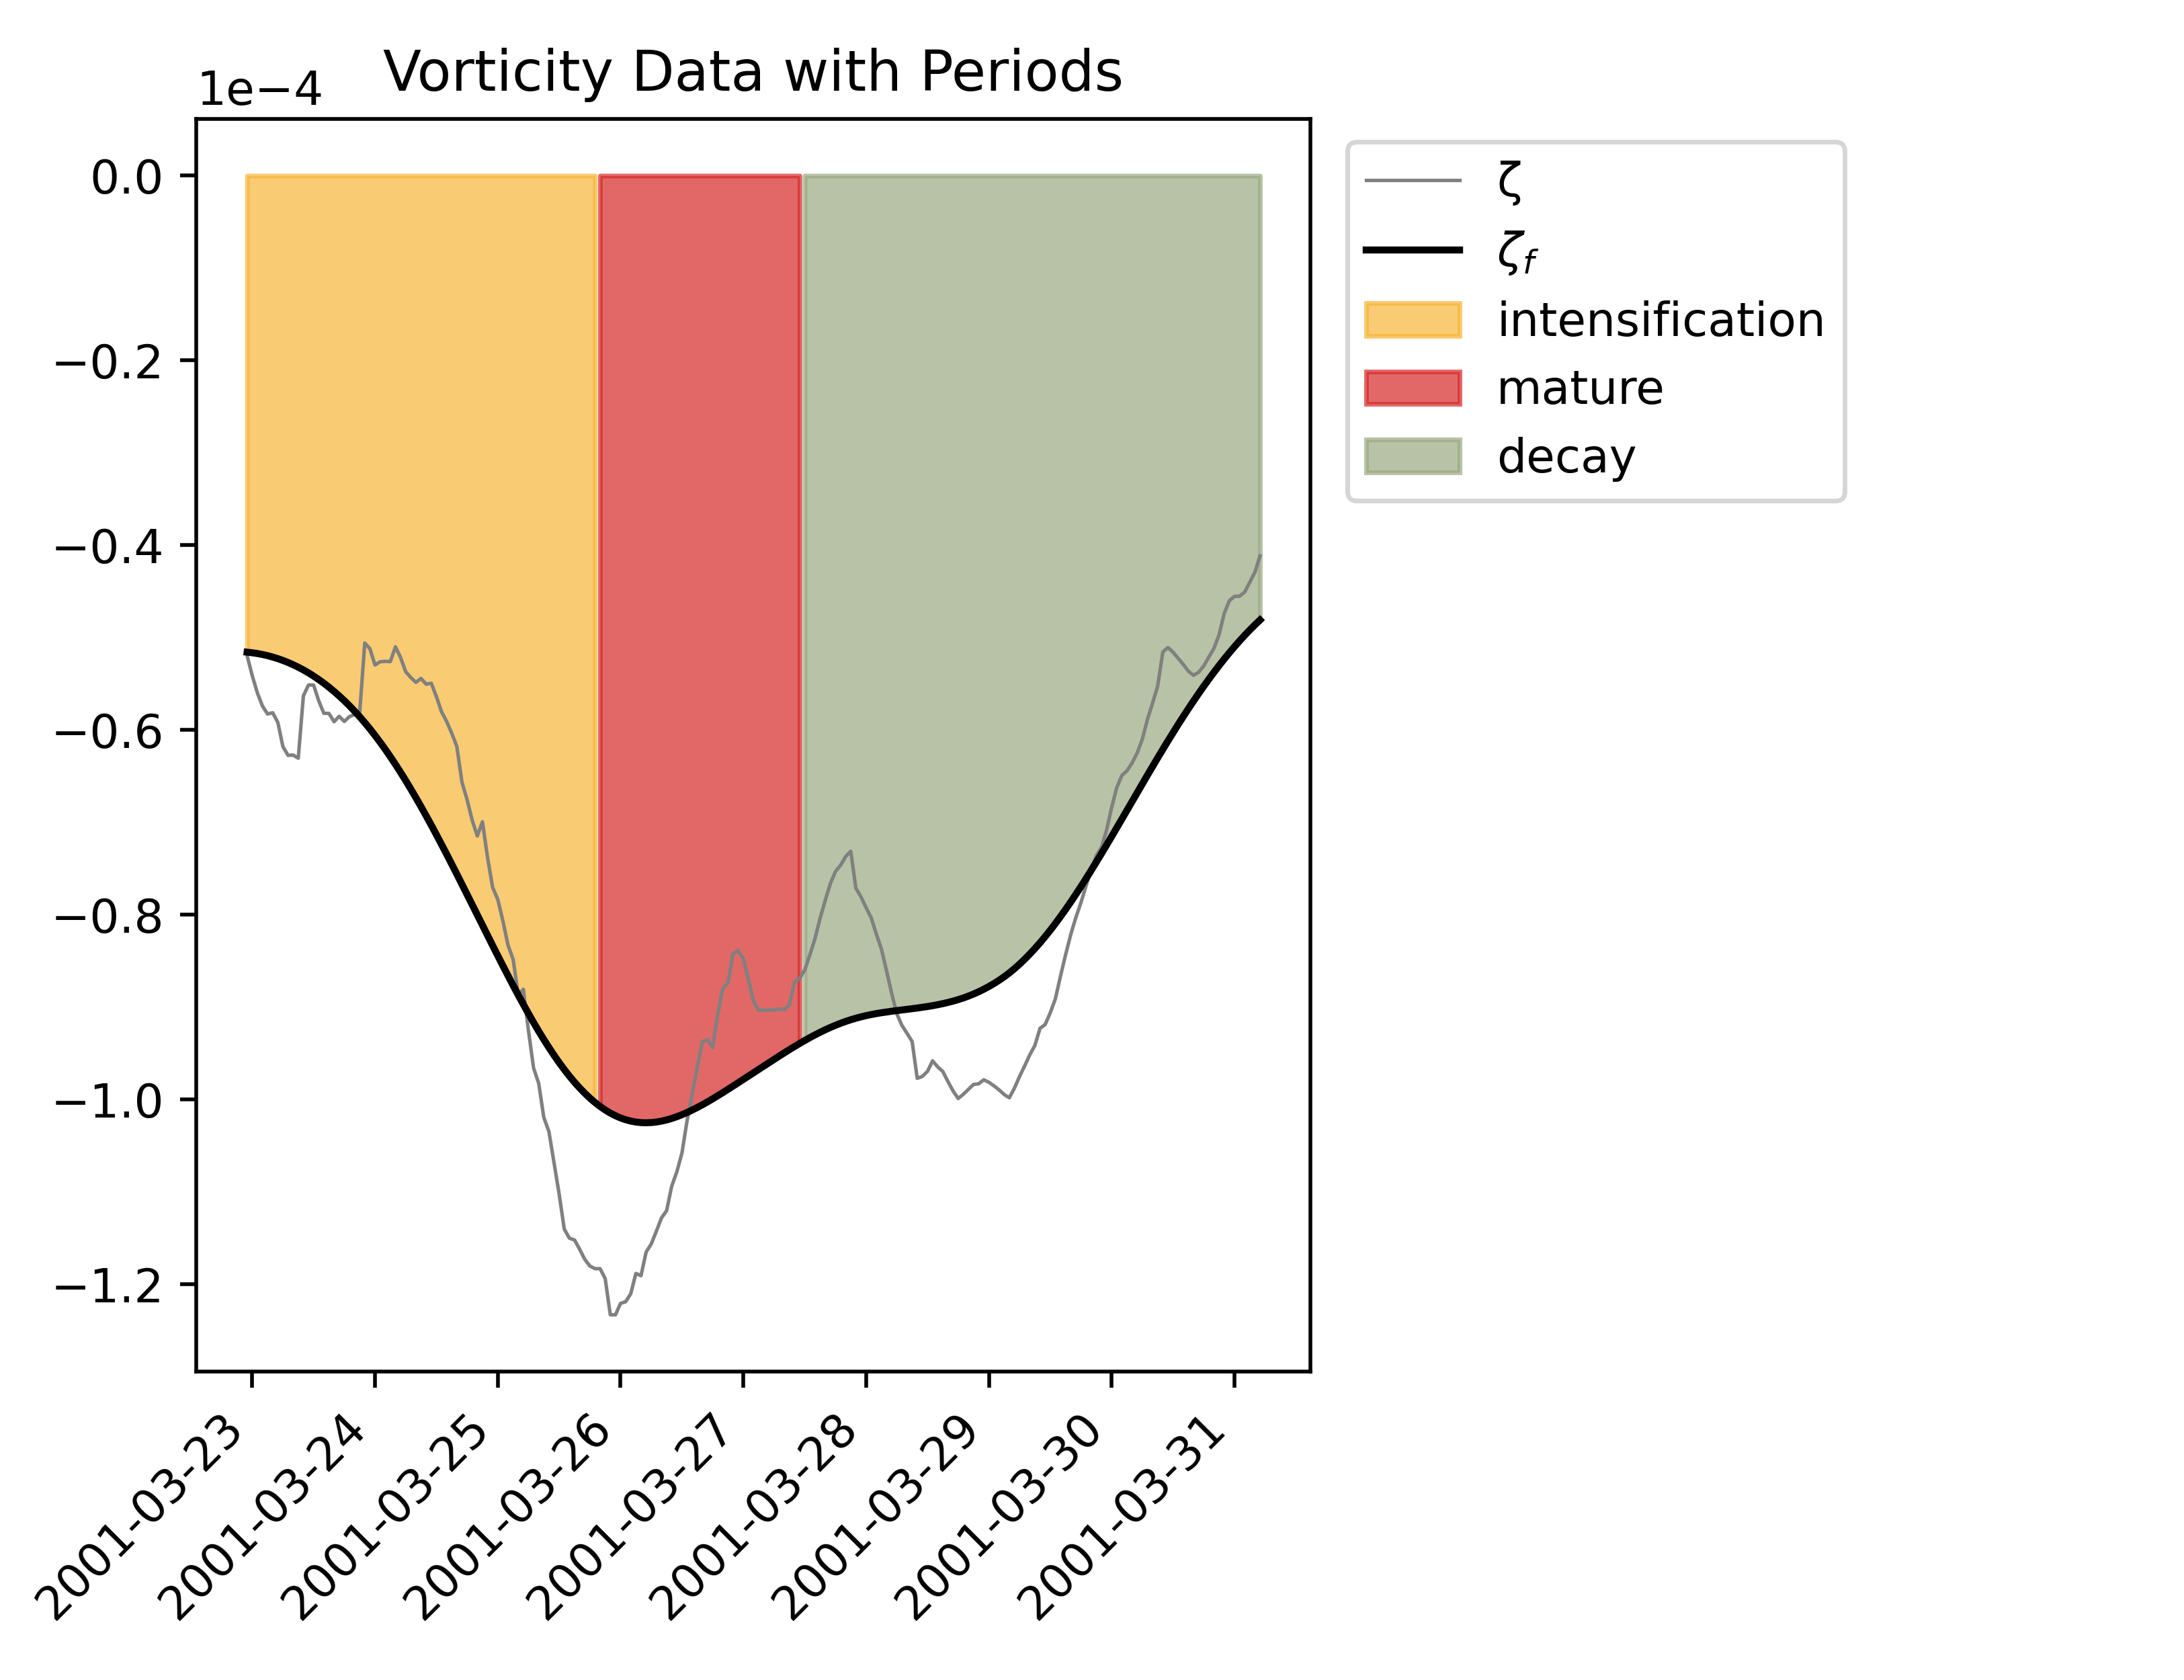 Vorticity Data with Periods
1e−4
0.0
−0.2
−0.4
−0.6
−0.8
−1.0
−1.2
2001-03-23
2001-03-24
2001-03-25
2001-03-26
2001-03-27
2001-03-28
2001-03-29
2001-03-30
2001-03-31
ζ
ζf
intensification
mature
decay